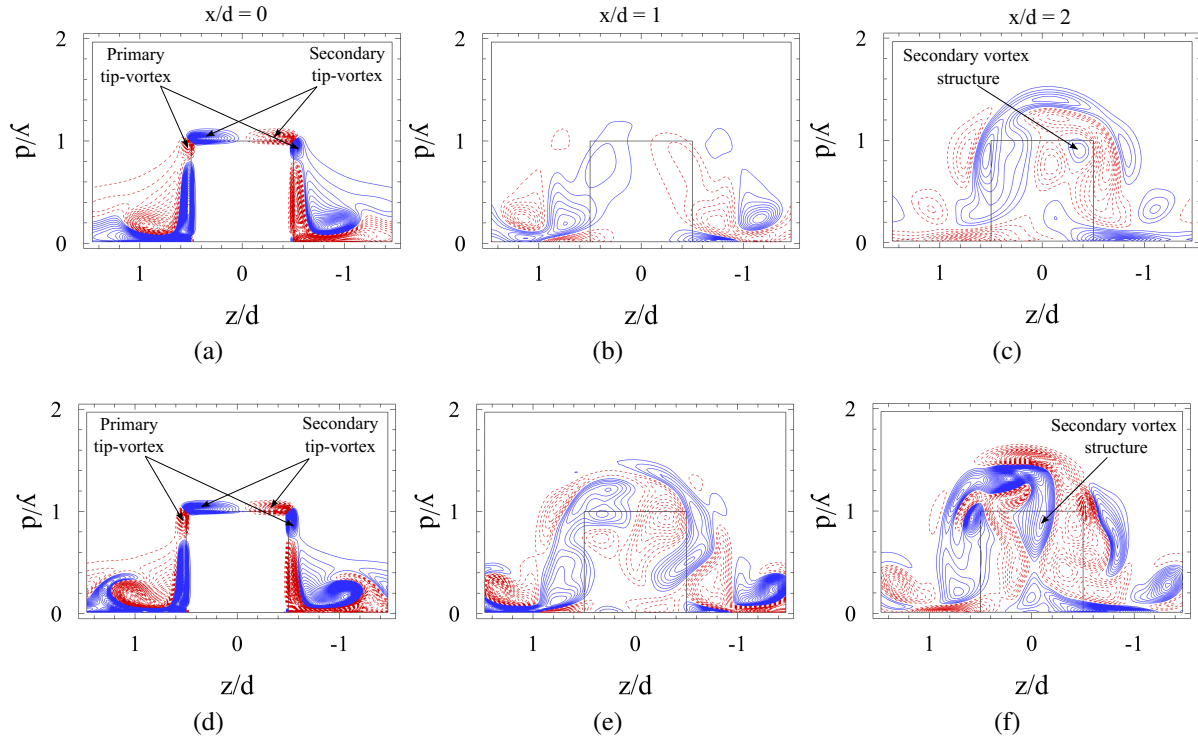 x/d = 0
x/d = 1
x/d = 2
2
Primary
tip-vortex
Secondary
tip-vortex
y/d
1
0
1
0
-1
z/d
(a)
2
y/d
1
0
1
0
-1
z/d
(b)
2
Secondary vortex
structure
y/d
1
0
1
0
-1
z/d
(c)
2
Primary
tip-vortex
Secondary
tip-vortex
y/d
1
0
1
0
-1
z/d
(d)
2
y/d
1
0
1
0
-1
z/d
(e)
2
Secondary vortex
structure
y/d
1
0
1
0
-1
z/d
(f)